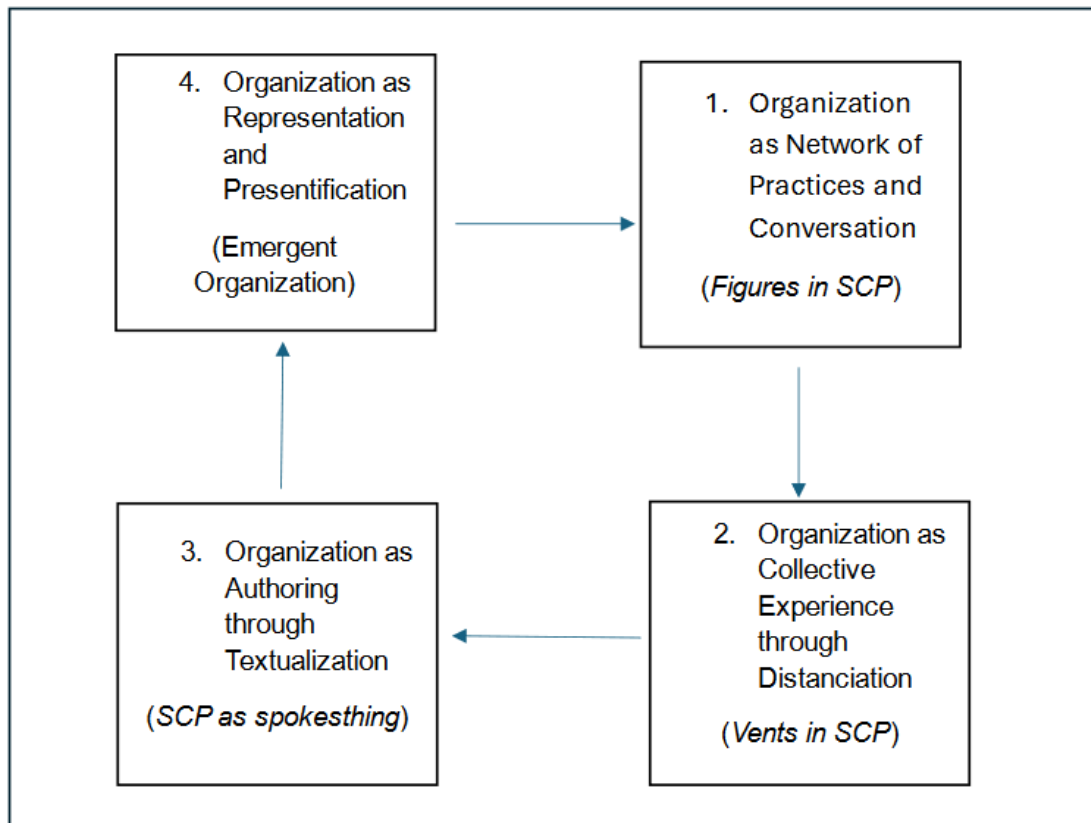 4. Organization as
Representation
and
Presentification
(Emergent
Organization)
1. Organization
as Network of
Practices and
Conversation
(Figures in SCP)
2. Organization as
Collective
Experience
through
Distanciation
(Vents in SCP)
3. Organization as
Authoring
through
Textualization
(SCP as spokesthing)